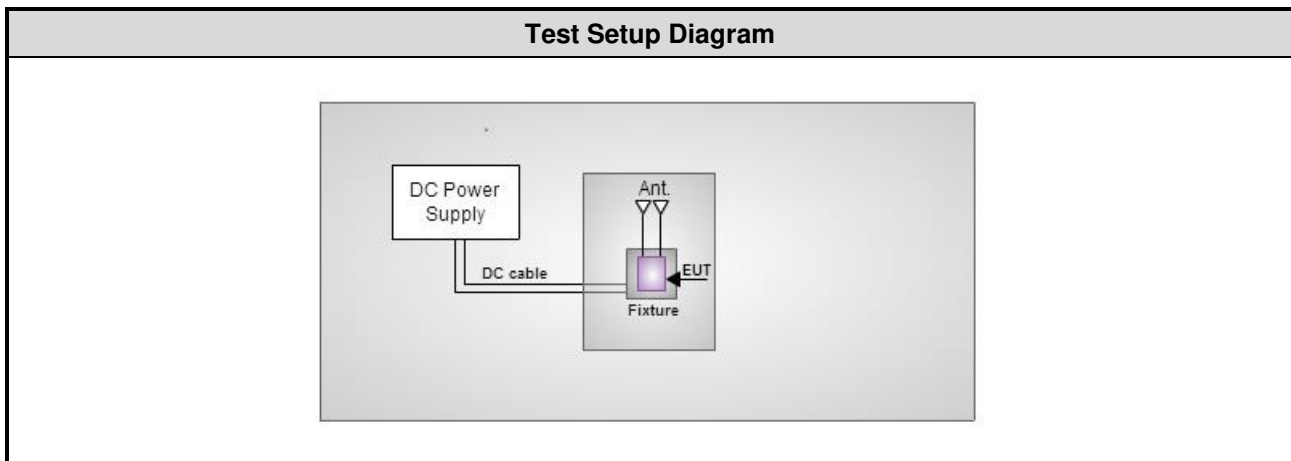 Test Setup Diagram
DC Power
Supply
Ant.
DC cable
EUT
Fixture